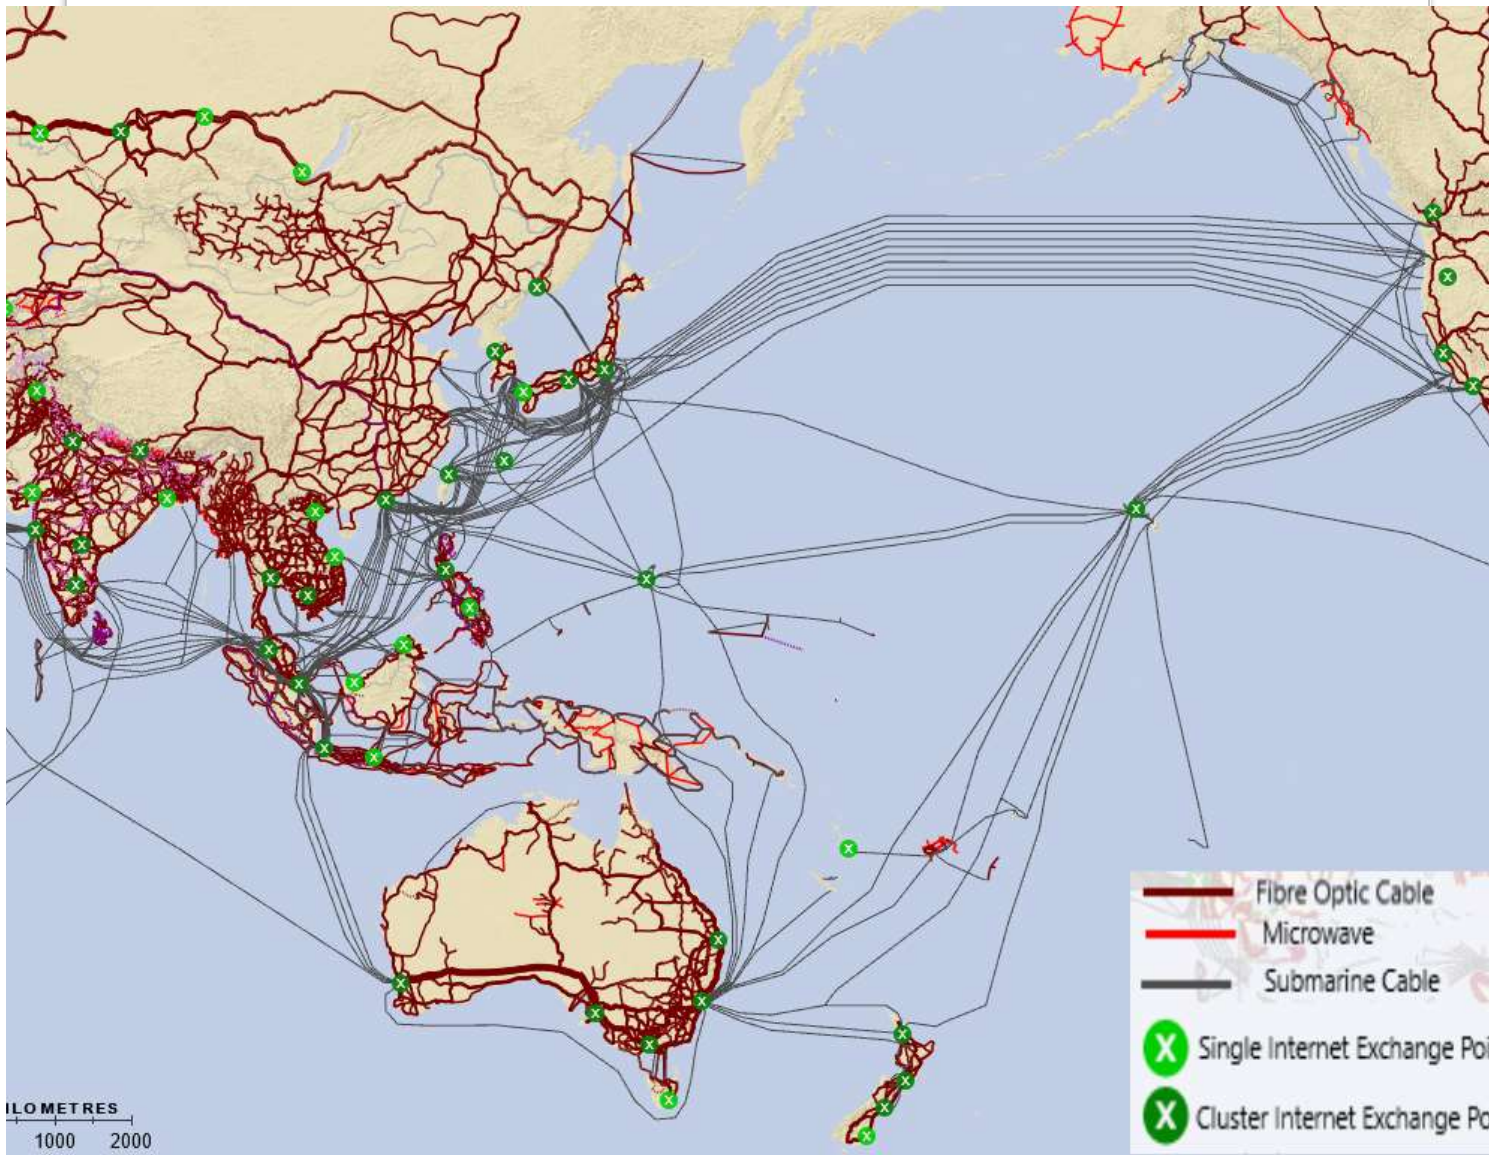 Fibre Optic Cable
Microwave
Submarine Cable
Single Internet Exchange Poi
Cluster Internet Exchange Po
ILOMETRES
1000 2000